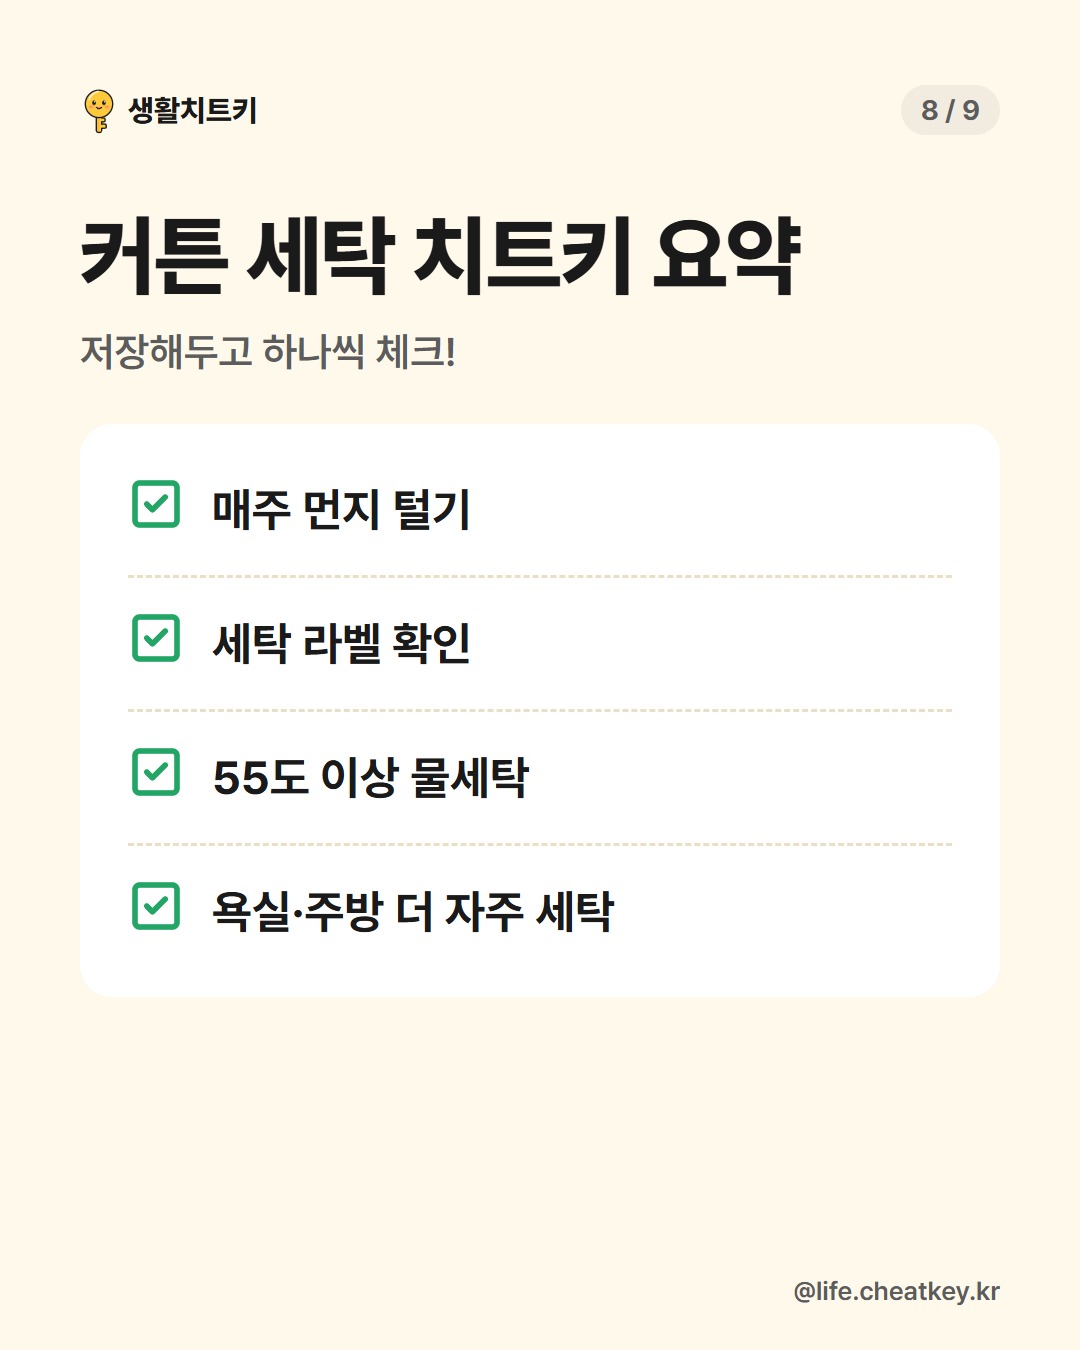 생활치트키
8 / 9
커튼 세탁 치트키 요약
저장해두고 하나씩 체크!
매주 먼지 털기
세탁 라벨 확인
55도 이상 물세탁
욕실·주방 더 자주 세탁
@life.cheatkey.kr